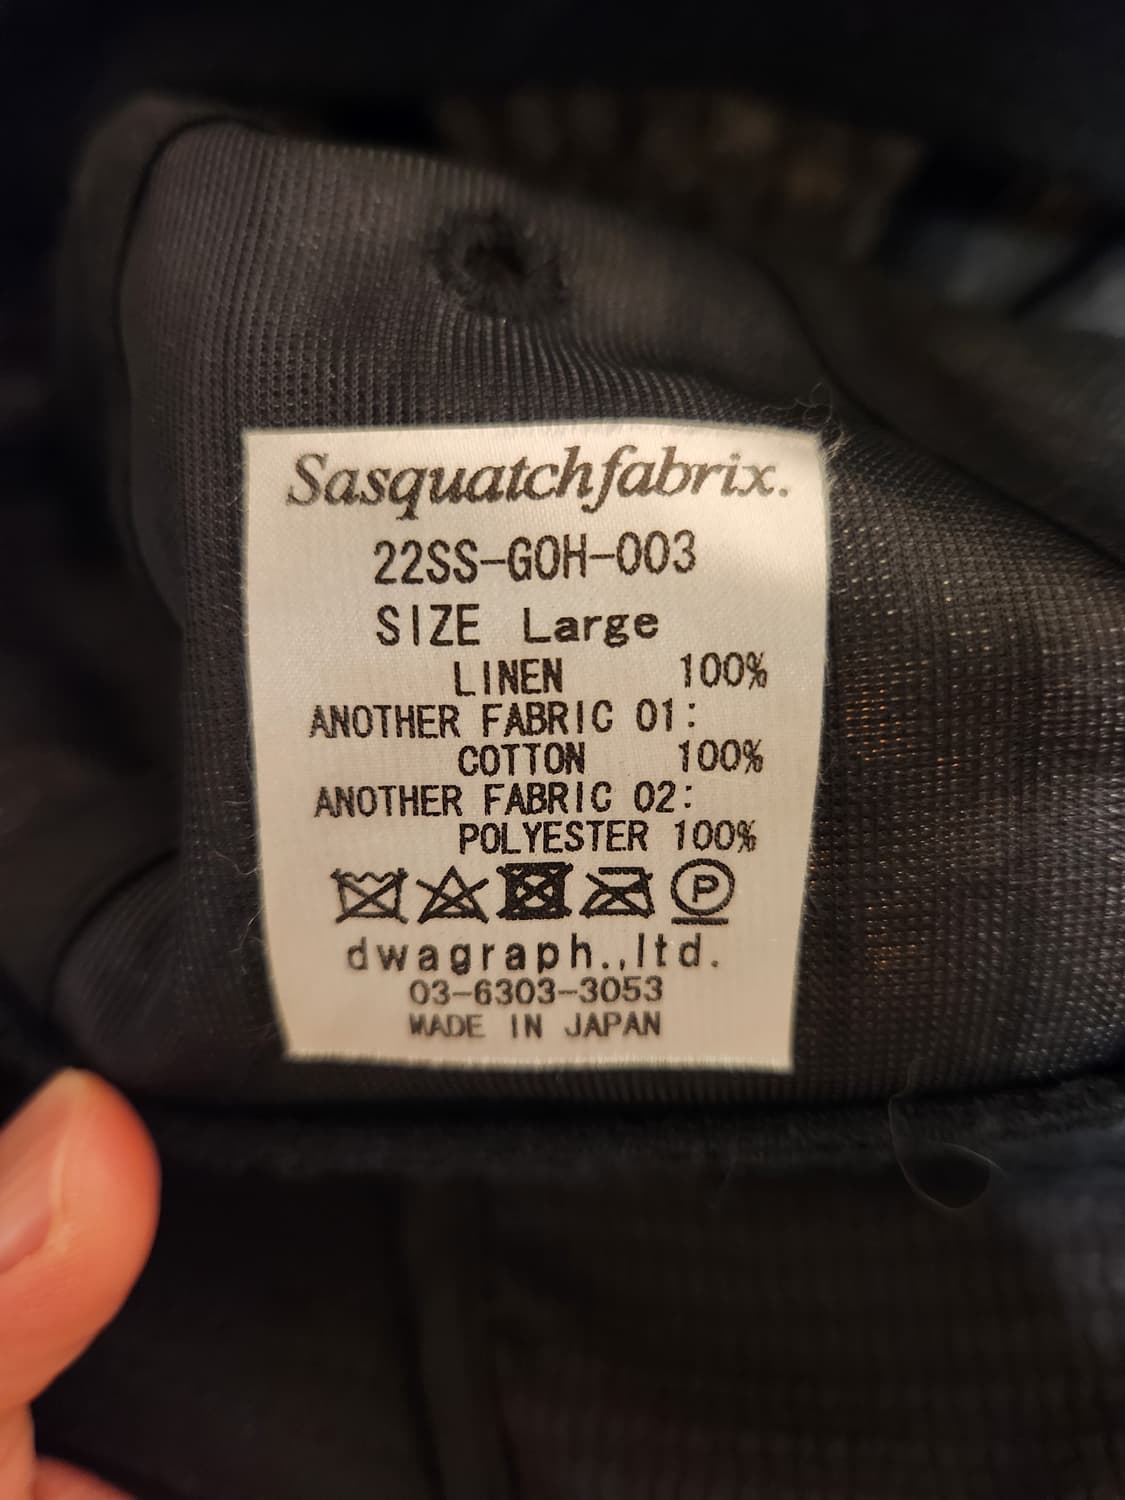 Sasquatchfabrix.
22SS-GOH-003
SIZE Large
LINEN 100%
ANOTHER FABRIC 01:
COTTON 100%
ANOTHER FABRIC 02:
POLYESTER 100%
P
dwagraph.,ltd.
03-6303-3053
MADE IN JAPAN